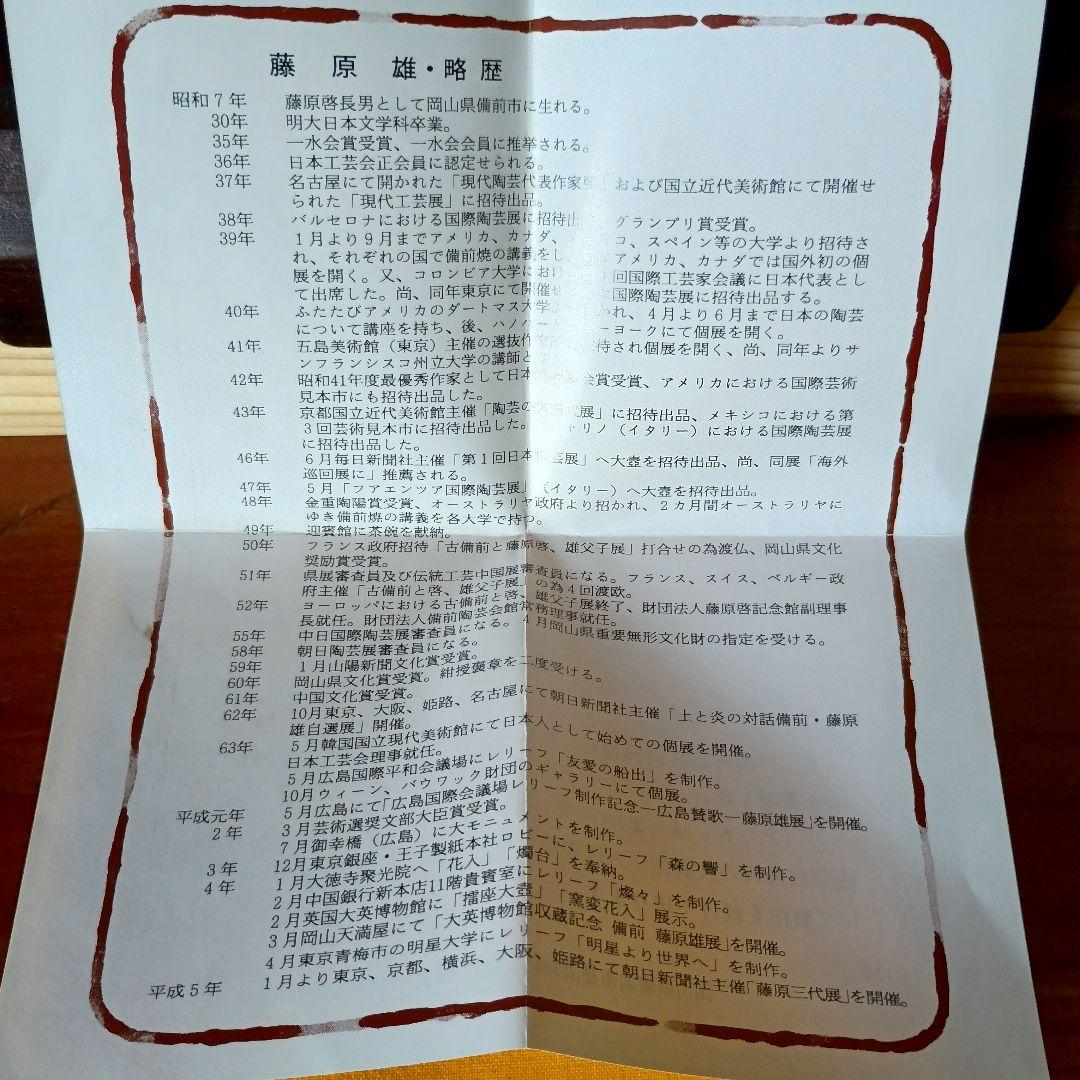 藤原 雄・略歴
昭和7年 藤原啓長男として岡山県備前市に生れる。
30年 明大日本文学科卒業。
35年 一水会賞受賞、一水会会員に推挙される。
36年 日本工芸会正会員に認定せられる。
37年 名古屋にて開かれた「現代陶芸代表作家 」および国立近代美術館にて開催せ
られた「現代工芸展」に招待出品。
38年 バルセロナにおける国際陶芸展に招待出 グランプリ賞受賞。
39年 1月より9月までアメリカ、カナダ、 コ、スペイン等の大学より招待さ
れ、それぞれの国で備前焼の講義をし、 にアメリカ、カナダでは国外初の個
展を開く。又、コロンビア大学にお 回国際工芸家会議に日本代表とし
て出席した。尚、同年東京にて開催せ 国際陶芸展に招待出品する。
40年 ふたたびアメリカのダートマス大学 かれ、4月より6月まで日本の陶芸
について講座を持ち、後、ハノ ーヨークにて個展を開く。
41年 五島美術館（東京）主催の選抜作家 待され個展を開く、尚、同年よりサ
ンフランシスコ州立大学の講師と
42年 昭和41年度最優秀作家として日本 会賞受賞、アメリカにおける国際芸術
見本市にも招待出品した。
43年 京都国立近代美術館主催「陶芸の 展」に招待出品、メキシコにおける第
3回芸術見本市に招待出品した。 トリノ（イタリー）における国際陶芸展
に招待出品した。
46年 6月毎日新聞社主催「第1回日本 芸展」へ大壺を招待出品、尚、同展「海外
巡回展に」推薦される。
47年 5月「フアエンツア国際陶芸展」（イタリー）へ大壺を招待出品。
48年 金重陶陽賞受賞、オーストラリヤ政府より招かれ、2カ月間オーストラリヤに
ゆき備前焼の講義を各大学で持つ。
49年 迎賓館に茶碗を献納。
50年 フランス政府招待「古備前と藤原啓、雄父子展」打合せの為渡仏、岡山県文化
奨励賞受賞。
51年 県展審査員及び伝統工芸中国展審査員になる。フランス、スイス、ベルギー政
府主催「古備前と啓、雄父子展」の為4回渡欧。
52年 ヨーロッパにおける古備前と啓、雄父子展終了、財団法人藤原啓記念館副理事
長就任。財団法人備前陶芸会館常務理事就任。
55年 中日国際陶芸展審査員になる。4月岡山県重要無形文化財の指定を受ける。
58年 朝日陶芸展審査員になる。
59年 1月山陽新聞文化賞受賞。
60年 岡山県文化賞受賞。紺授褒章を二度受ける。
61年 中国文化賞受賞。
62年 10月東京、大阪、姫路、名古屋にて朝日新聞社主催「土と炎の対話備前・藤原
雄自選展」開催。
63年 5月韓国国立現代美術館にて日本人として始めての個展を開催。
日本工芸会理事就任。
5月広島国際平和会議場にレリーフ「友愛の船出」を制作。
10月ウィーン、バウワック財団のギャラリーにて個展。
平成元年 5月広島にて「広島国際会議場レリーフ制作記念―広島賛歌―藤原雄展」を開催。
2年 3月芸術選奨文部大臣賞受賞。
7月御幸橋（広島）に大モニュメントを制作。
3年 12月東京銀座・王子製紙本社ロビーに、レリーフ「森の響」を制作。
4年 1月大徳寺聚光院へ「花入」「燭台」を奉納。
2月中国銀行新本店11階貴賓室にレリーフ「燦々」を制作。
2月英国大英博物館に「擂座大壺」「窯変花入」展示。
3月岡山天満屋にて「大英博物館収蔵記念 備前 藤原雄展」を開催。
4月東京青梅市の明星大学にレリーフ「明星より世界へ」を制作。
平成5年 1月より東京、京都、横浜、大阪、姫路にて朝日新聞社主催「藤原三代展」を開催。